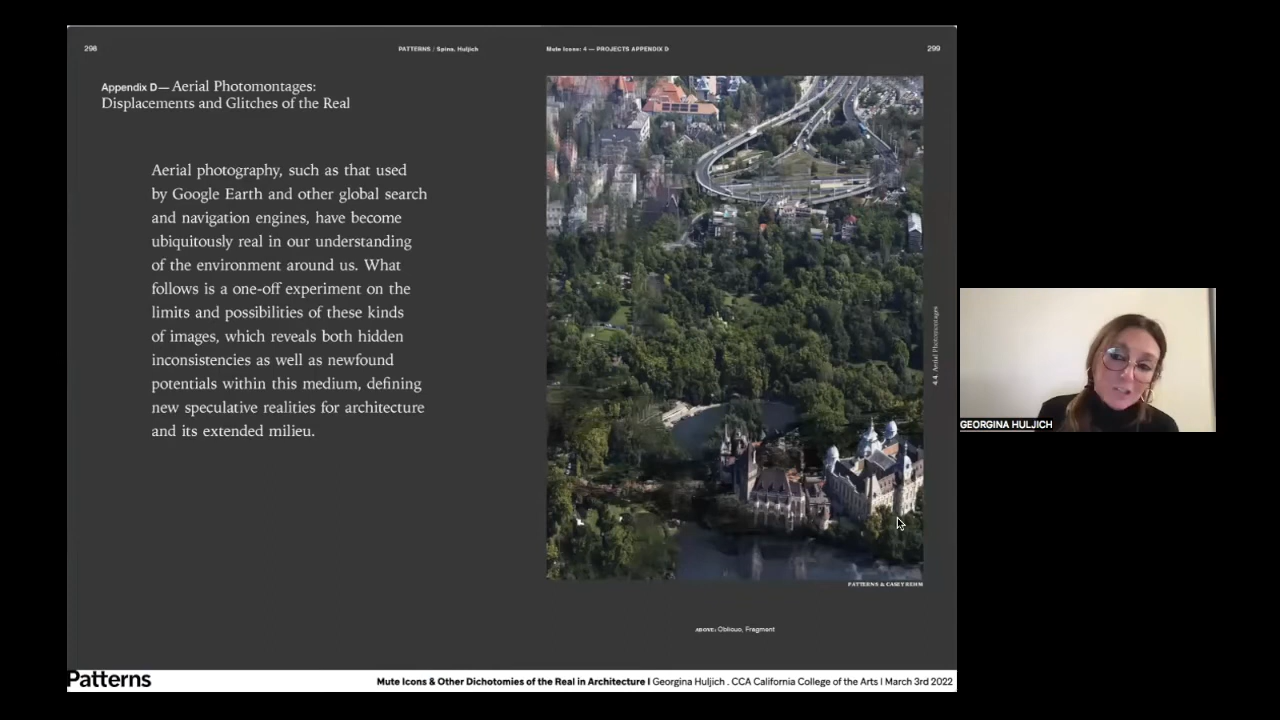 298
PATTERNS / Spina, Huljich
Mute Icons: 4 — PROJECTS APPENDIX D
299
Appendix D — Aerial Photomontages:
Displacements and Glitches of the Real
Aerial photography, such as that used
by Google Earth and other global search
and navigation engines, have become
ubiquitously real in our understanding
of the environment around us. What
follows is a one-off experiment on the
limits and possibilities of these kinds
of images, which reveals both hidden
inconsistencies as well as newfound
potentials within this medium, defining
new speculative realities for architecture
and its extended milieu.
4.4. Aerial Photomontages
PATTERNS & CASEY REHM
ABOVE: Obliquo, Fragment
GEORGINA HULJICH
Patterns
Mute Icons & Other Dichotomies of the Real in Architecture I Georgina Huljich . CCA California College of the Arts I March 3rd 2022